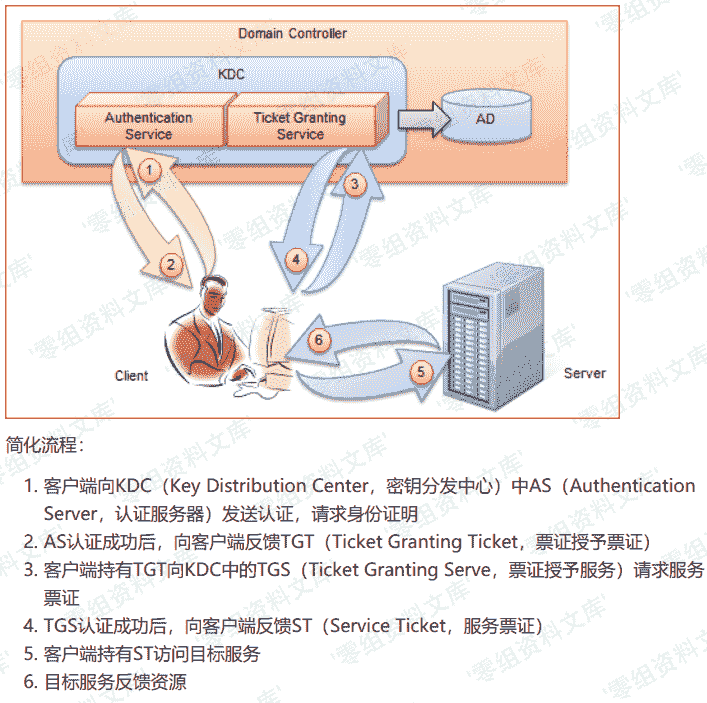 Domain Controller
KDC
Authentication
Service
Ticket Granting
Service
AD
1
3
2
4
6
5
Client
Server
简化流程：
1. 客户端向KDC（Key Distribution Center，密钥分发中心）中AS（Authentication
Server，认证服务器）发送认证，请求身份证明
2. AS认证成功后，向客户端反馈TGT（Ticket Granting Ticket，票证授予票证）
3. 客户端持有TGT向KDC中的TGS（Ticket Granting Serve，票证授予服务）请求服务
票证
4. TGS认证成功后，向客户端反馈ST（Service Ticket，服务票证）
5. 客户端持有ST访问目标服务
6. 目标服务反馈资源
'零组资料文库'